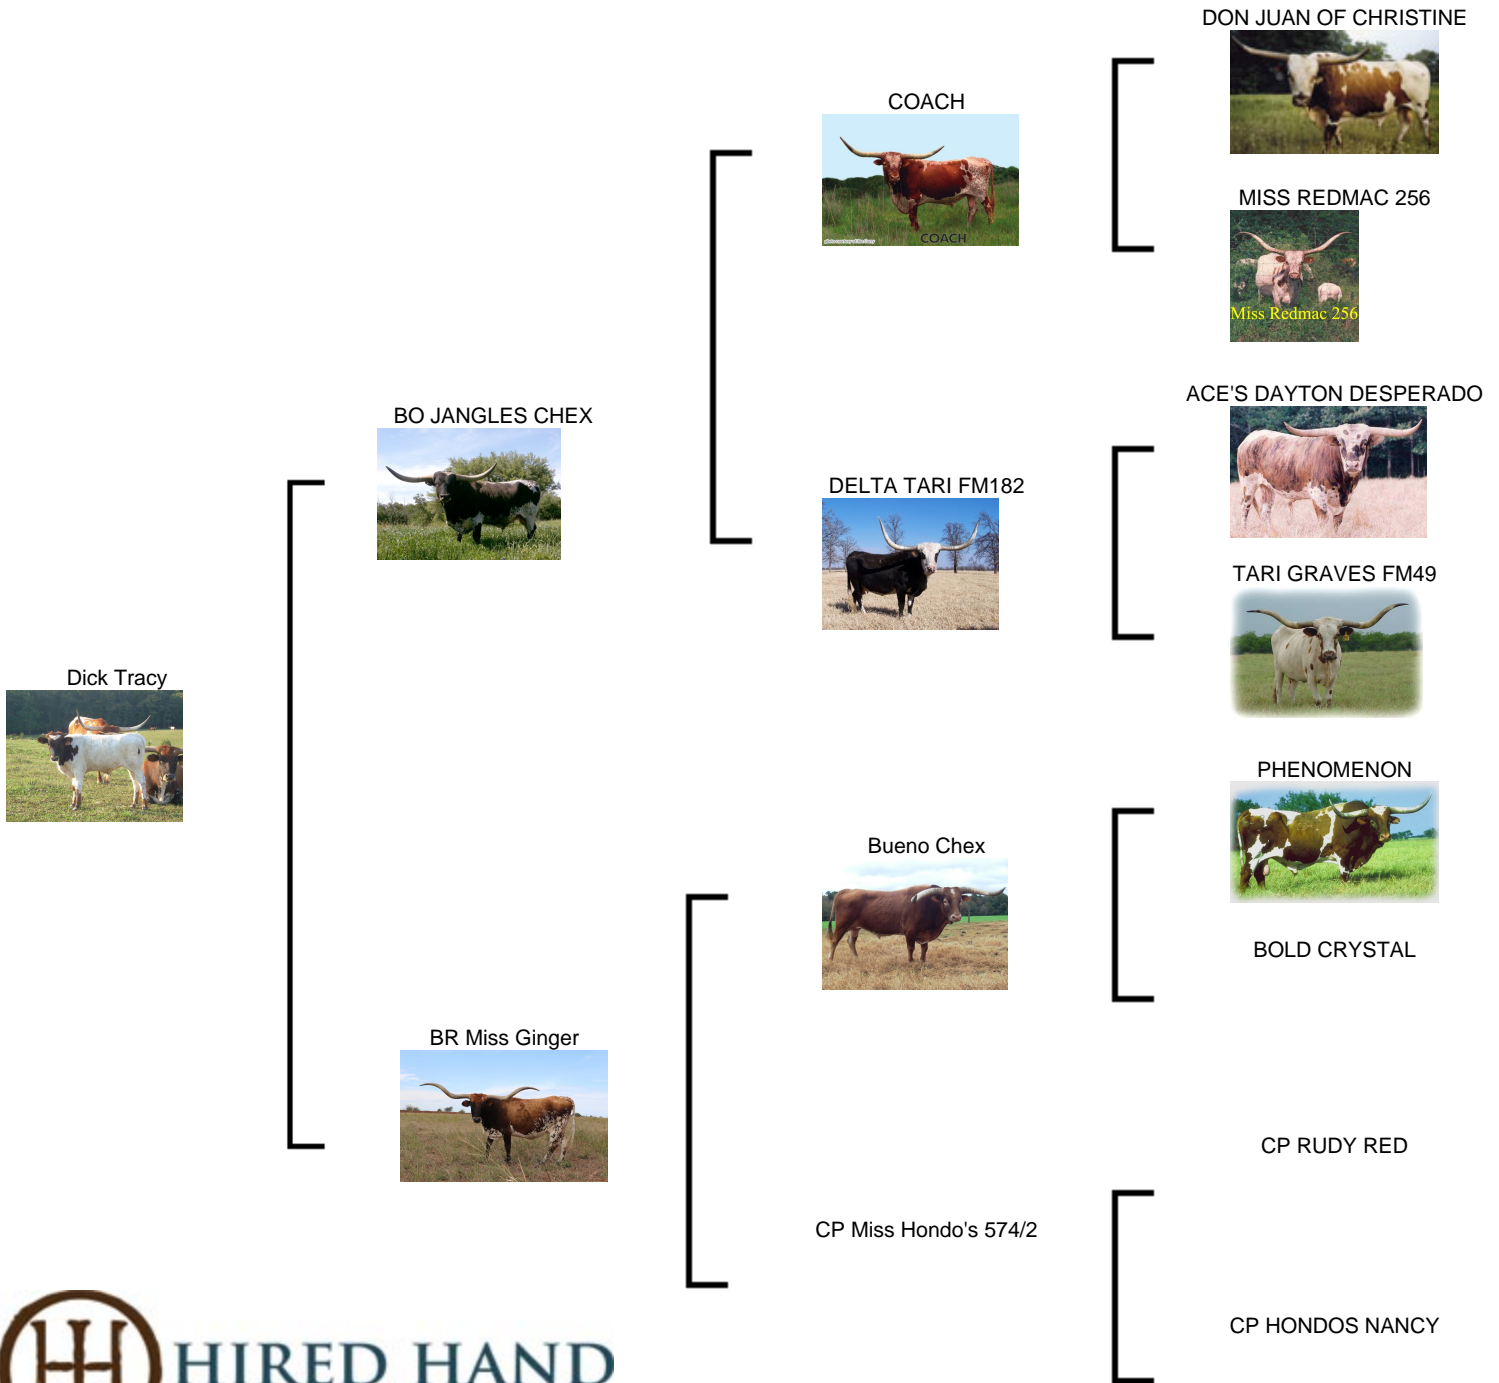 DON JUAN OF CHRISTINE
COACH
COACH
MISS REDMAC 256
Miss Redmac 256
ACE'S DAYTON DESPERADO
BO JANGLES CHEX
DELTA TARI FM182
TARI GRAVES FM49
Dick Tracy
PHENOMENON
Bueno Chex
BOLD CRYSTAL
BR Miss Ginger
CP RUDY RED
CP Miss Hondo's 574/2
CP HONDOS NANCY
HIRED HAND